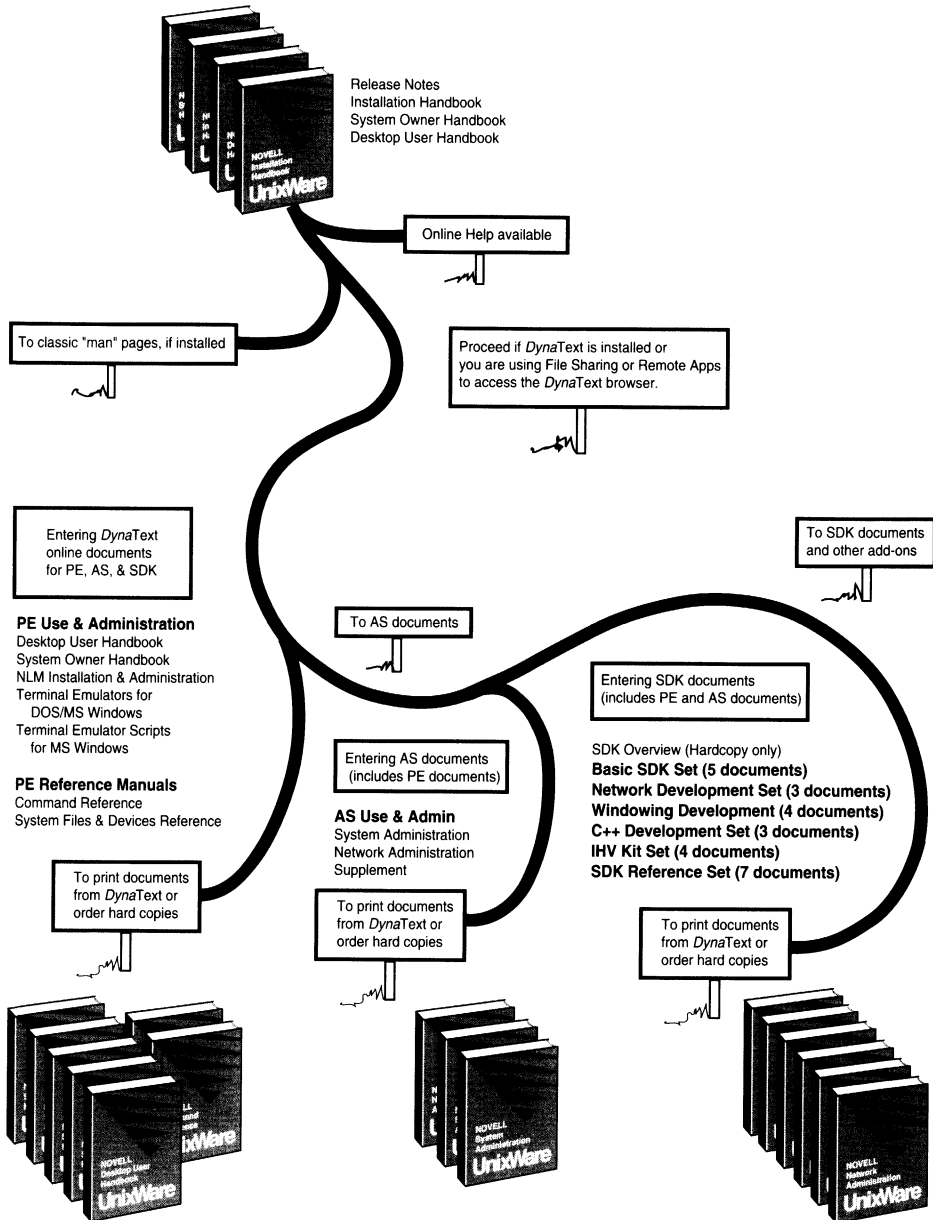 Release Notes
Installation Handbook
System Owner Handbook
Desktop User Handbook
NOVELL
Installation
Handbook
UnixWare
Online Help available
To classic "man" pages, if installed
Proceed if DynaText is installed or
you are using File Sharing or Remote Apps
to access the DynaText browser.
Entering DynaText
online documents
for PE, AS, & SDK
To SDK documents
and other add-ons
PE Use & Administration
Desktop User Handbook
System Owner Handbook
NLM Installation & Administration
Terminal Emulators for
DOS/MS Windows
Terminal Emulator Scripts
for MS Windows
PE Reference Manuals
Command Reference
System Files & Devices Reference
To AS documents
Entering AS documents
(includes PE documents)
AS Use & Admin
System Administration
Network Administration
Supplement
Entering SDK documents
(includes PE and AS documents)
SDK Overview (Hardcopy only)
Basic SDK Set (5 documents)
Network Development Set (3 documents)
Windowing Development (4 documents)
C++ Development Set (3 documents)
IHV Kit Set (4 documents)
SDK Reference Set (7 documents)
To print documents
from DynaText or
order hard copies
To print documents
from DynaText or
order hard copies
To print documents
from DynaText or
order hard copies
NOVELL
Desktop User
Handbook
UnixWare
NOVELL
System
Administration
UnixWare
NOVELL
Network
Administration
UnixWare